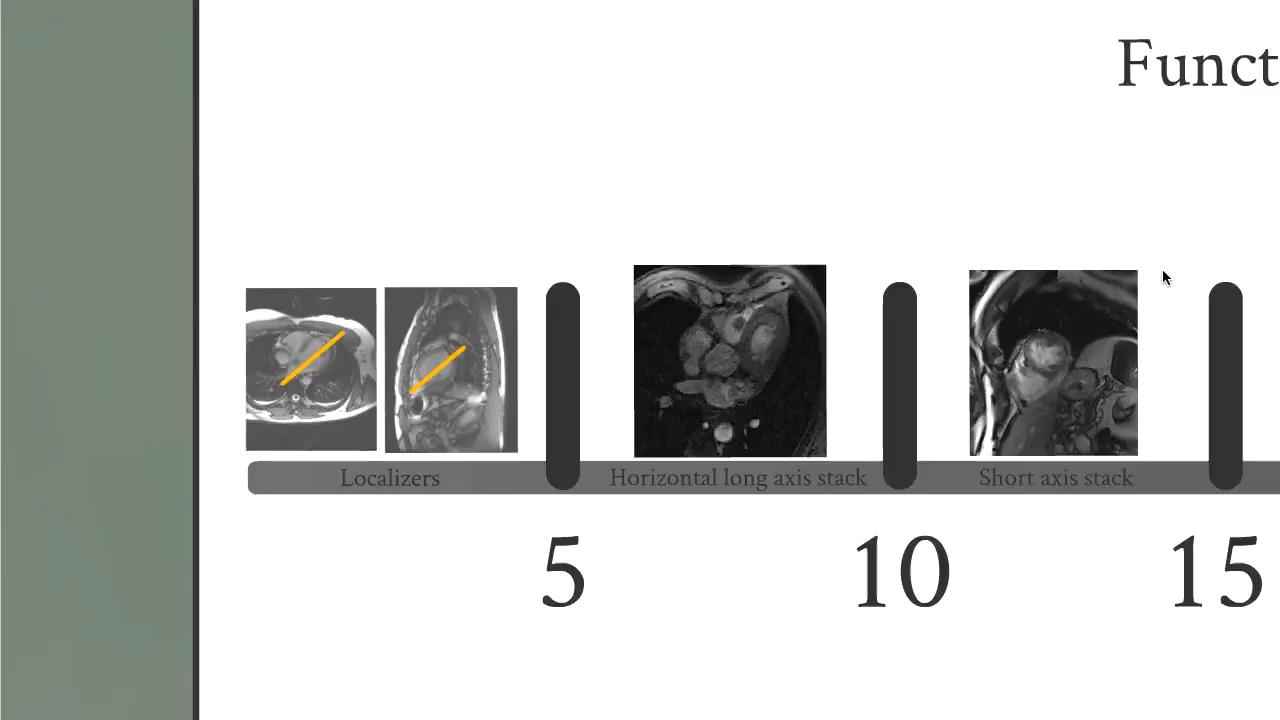 Funct
Localizers
Horizontal long axis stack
Short axis stack
5
10
15